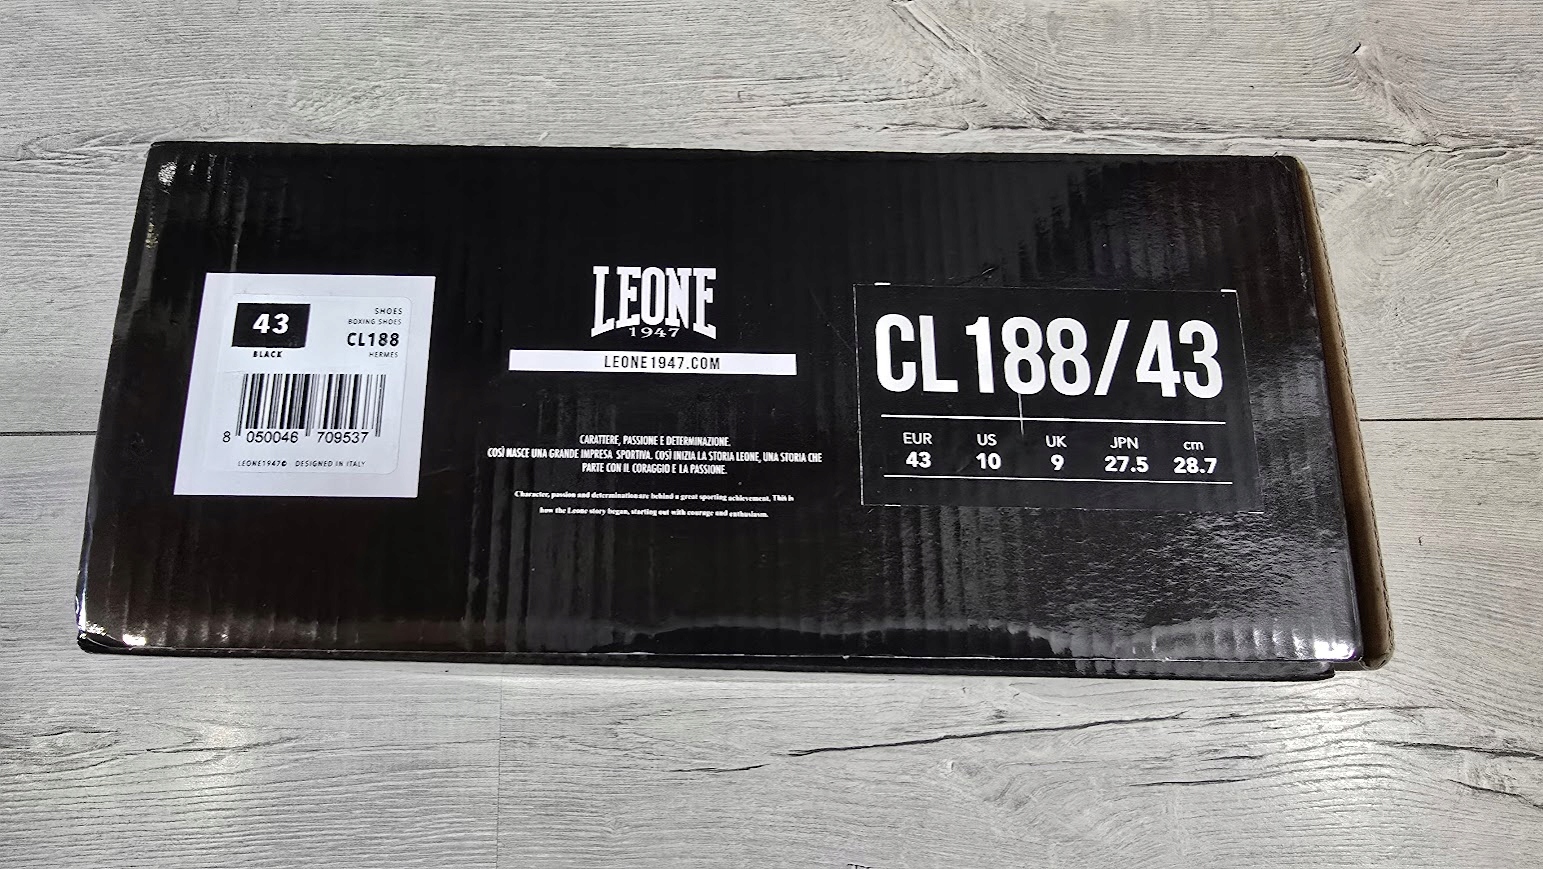 43
BLACK
SHOES
BOXING SHOES
CL188
HERMES
8 050046 709537
LEONE1947© DESIGNED IN ITALY
LEONE
1947
LEONE1947.COM
CARATTERE, PASSIONE E DETERMINAZIONE.
COSÌ NASCE UNA GRANDE IMPRESA SPORTIVA. COSÌ INIZIA LA STORIA LEONE, UNA STORIA CHE
PARTE CON IL CORAGGIO E LA PASSIONE.
Character, passion and determination are behind a great sporting achievement. This is
how the Leone story began, starting out with courage and enthusiasm.
CL188/43
EUR US UK JPN cm
43 10 9 27.5 28.7